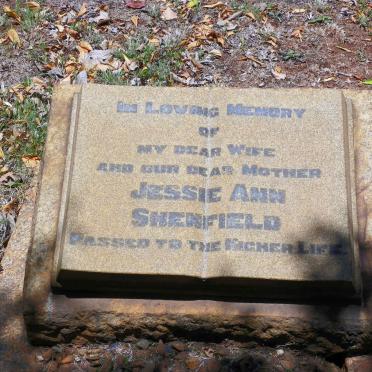 In Loving Memory
of
my dear Wife
and our dear Mother
Jessie Ann
Shenfield
Passed to the Higher Life.